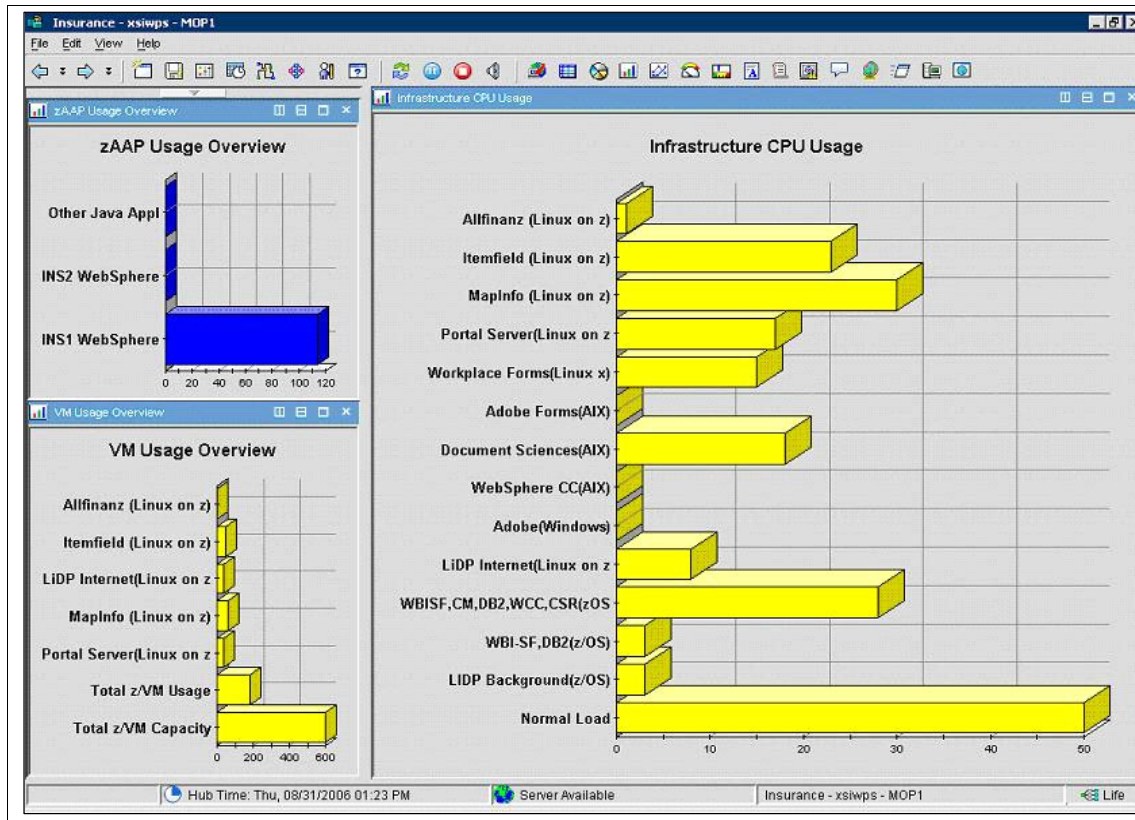 Insurance - xsiwps - MOP1
File Edit View Help
zAAP Usage Overview
zAAP Usage Overview
Other Java Appl
INS2 WebSphere
INS1 WebSphere
0 20 40 60 80 100 120
VM Usage Overview
VM Usage Overview
Allfinanz (Linux on z)
Itemfield (Linux on z)
LiDP Internet(Linux on z
MapInfo (Linux on z)
Portal Server(Linux on z
Total z/VM Usage
Total z/VM Capacity
0 200 400 600
Infrastructure CPU Usage
Infrastructure CPU Usage
Allfinanz (Linux on z)
Itemfield (Linux on z)
MapInfo (Linux on z)
Portal Server(Linux on z
Workplace Forms(Linux x)
Adobe Forms(AIX)
Document Sciences(AIX)
WebSphere CC(AIX)
Adobe(Windows)
LiDP Internet(Linux on z
WBISF,CM,DB2,WCC,CSR(zOS
WBI-SF,DB2(z/OS)
LIDP Background(z/OS)
Normal Load
0 10 20 30 40 50
Hub Time: Thu, 08/31/2006 01:23 PM
Server Available
Insurance - xsiwps - MOP1
Life